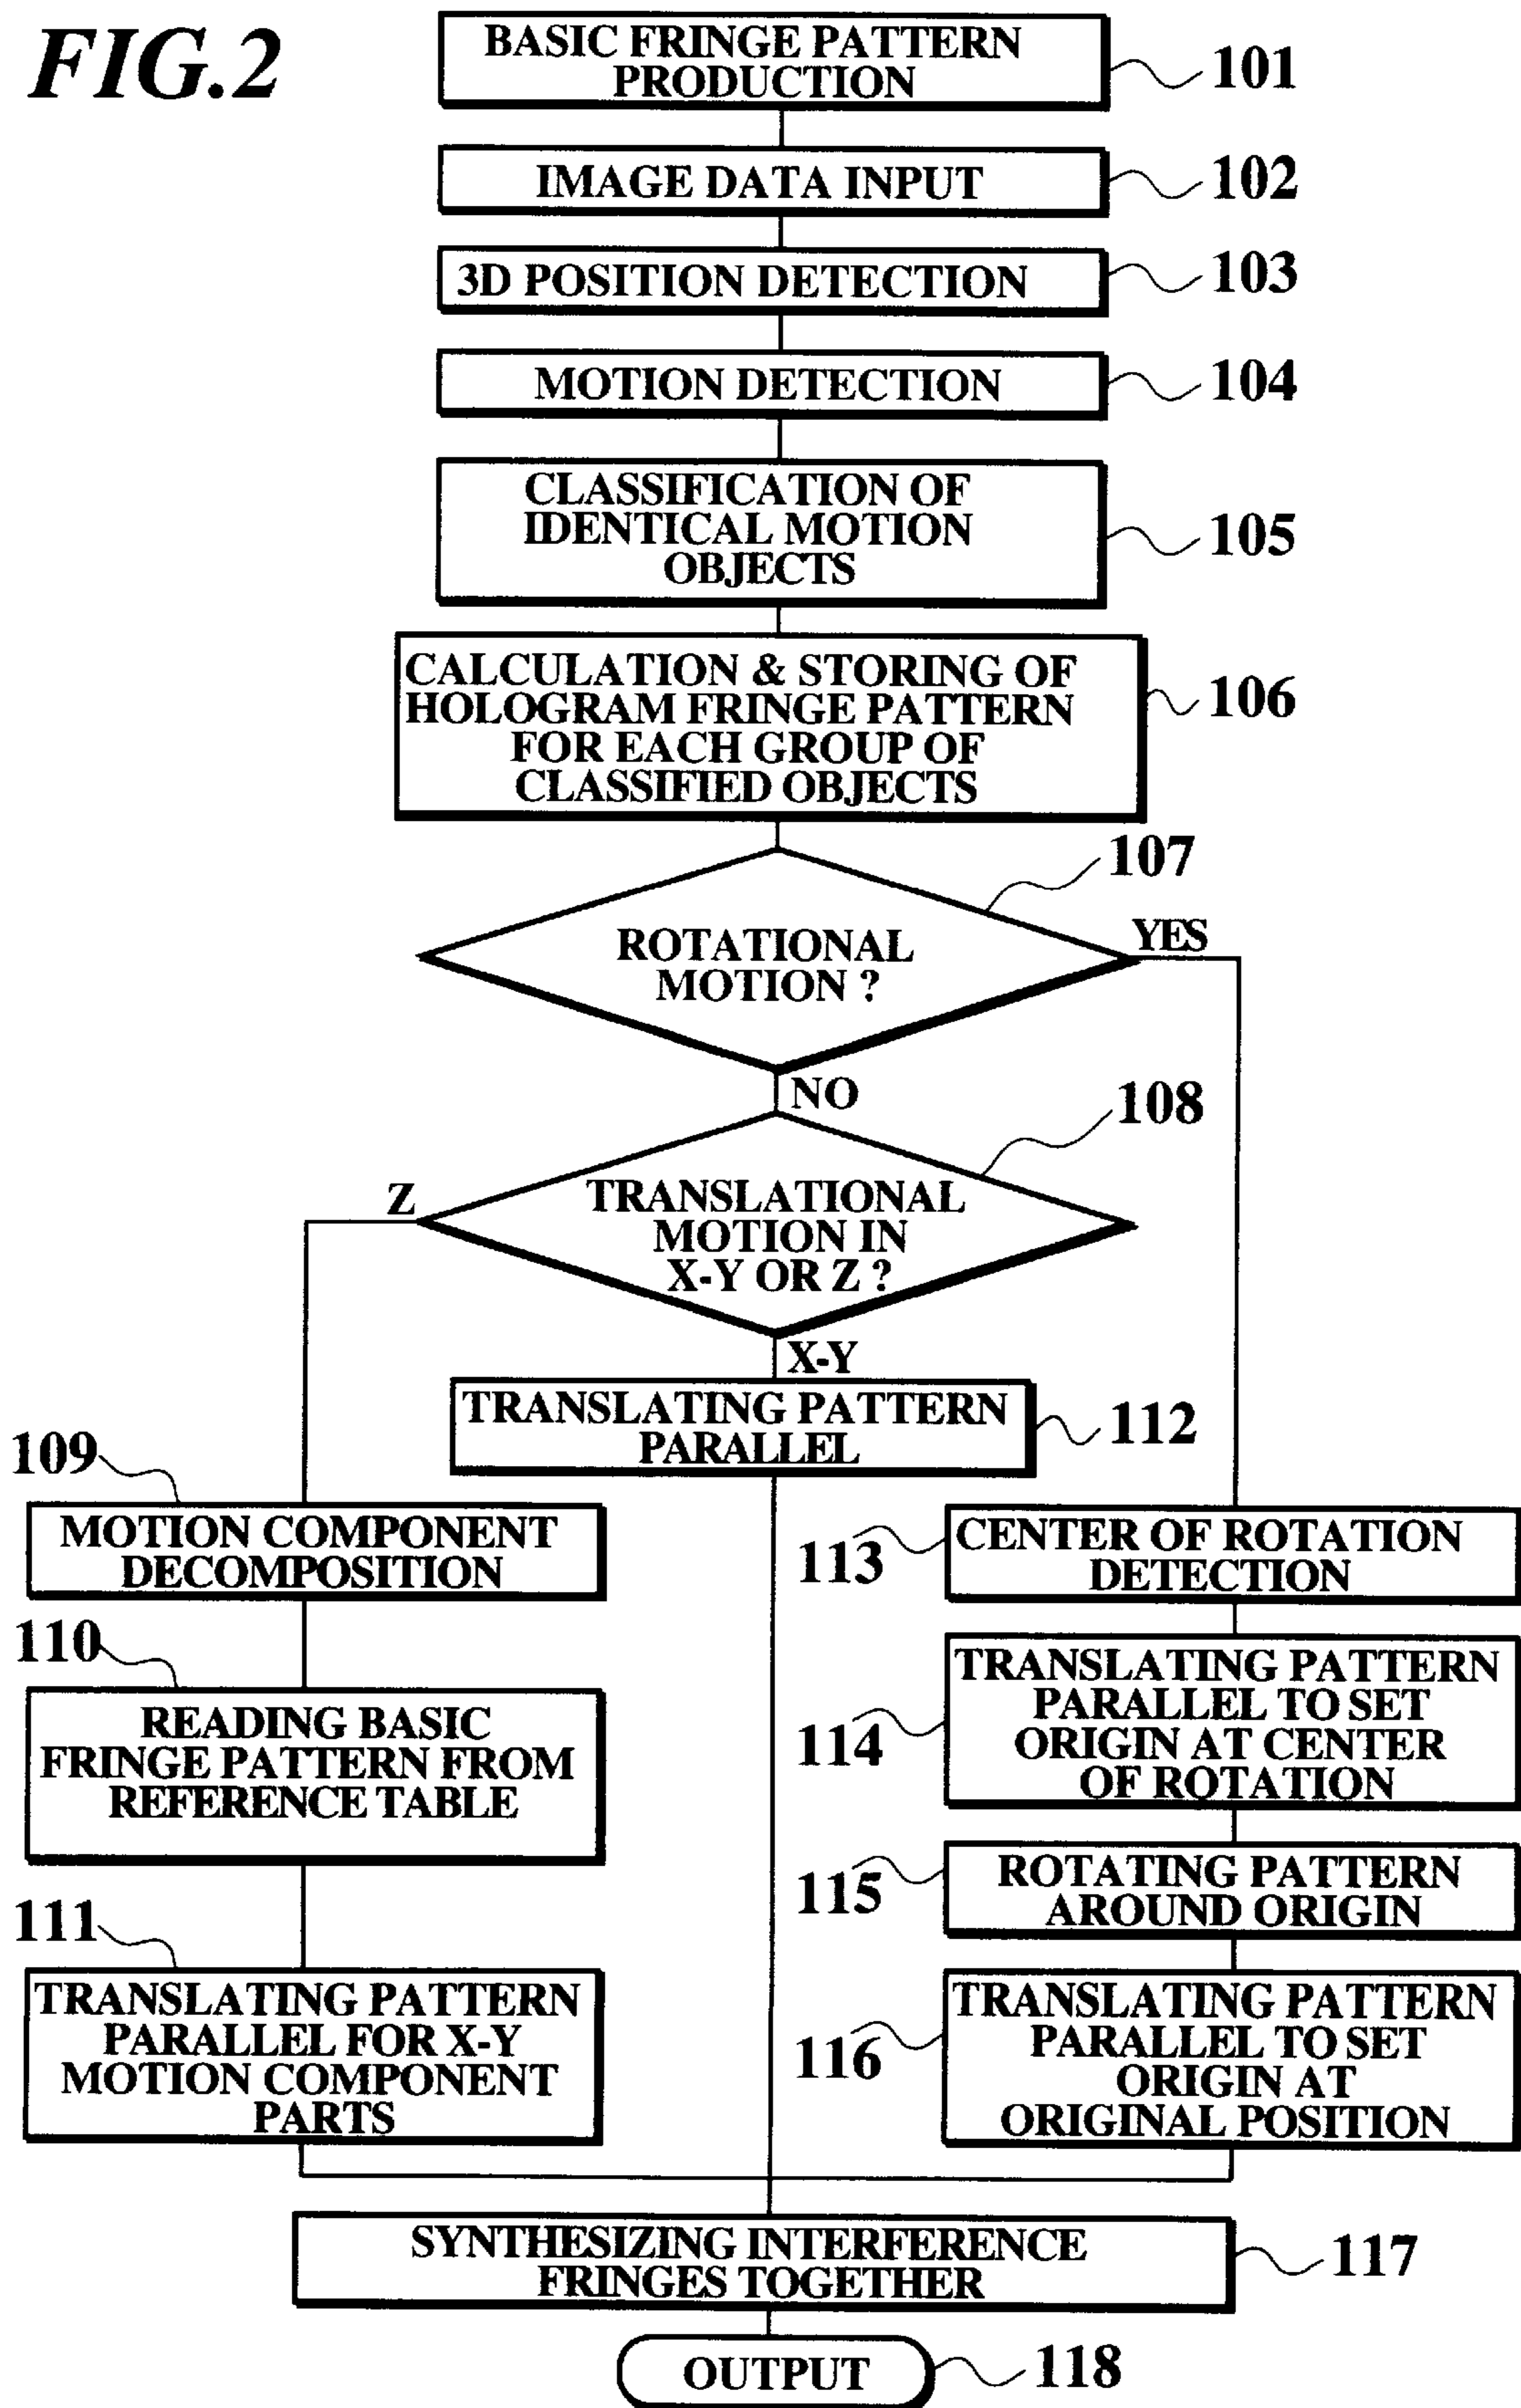 FIG.2
BASIC FRINGE PATTERN
PRODUCTION
101
IMAGE DATA INPUT
102
3D POSITION DETECTION
103
MOTION DETECTION
104
CLASSIFICATION OF
IDENTICAL MOTION
OBJECTS
105
CALCULATION & STORING OF
HOLOGRAM FRINGE PATTERN
FOR EACH GROUP OF
CLASSIFIED OBJECTS
106
107
ROTATIONAL
MOTION ?
YES
NO
108
Z
TRANSLATIONAL
MOTION IN
X-Y OR Z ?
X-Y
TRANSLATING PATTERN
PARALLEL
112
109
MOTION COMPONENT
DECOMPOSITION
110
READING BASIC
FRINGE PATTERN FROM
REFERENCE TABLE
111
TRANSLATING PATTERN
PARALLEL FOR X-Y
MOTION COMPONENT
PARTS
113
CENTER OF ROTATION
DETECTION
114
TRANSLATING PATTERN
PARALLEL TO SET
ORIGIN AT CENTER
OF ROTATION
115
ROTATING PATTERN
AROUND ORIGIN
116
TRANSLATING PATTERN
PARALLEL TO SET
ORIGIN AT
ORIGINAL POSITION
SYNTHESIZING INTERFERENCE
FRINGES TOGETHER
117
OUTPUT
118